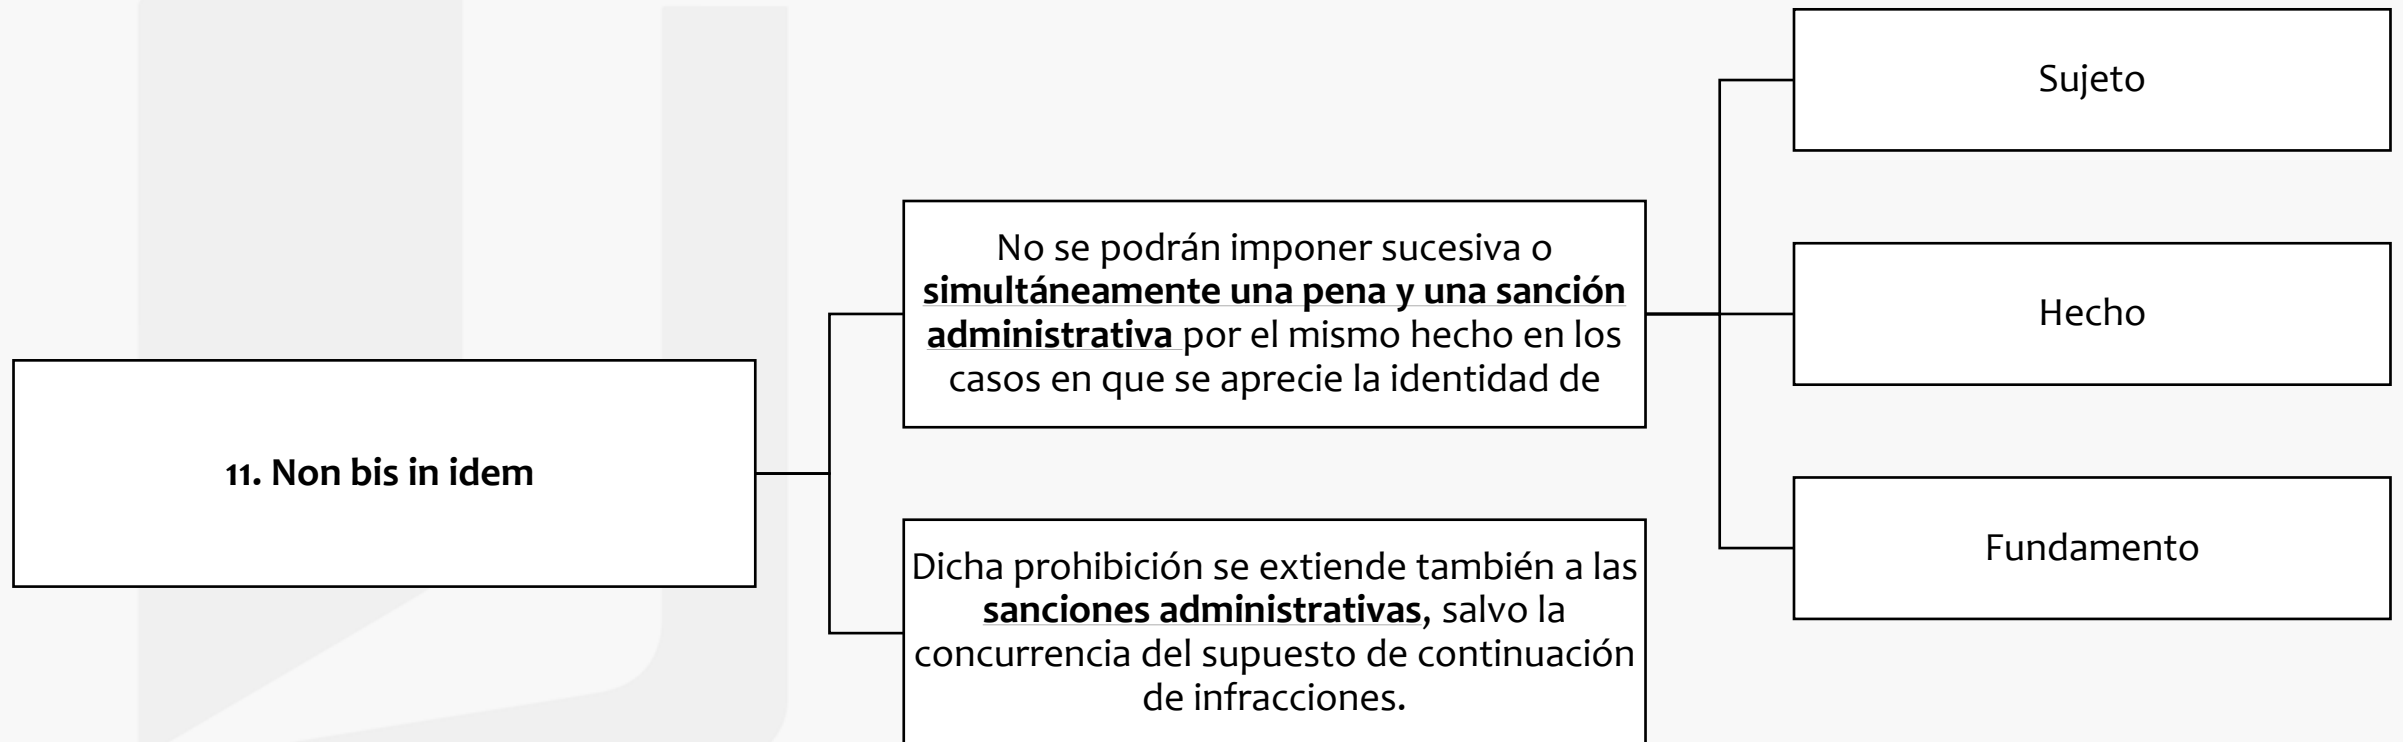 11. Non bis in idem
No se podrán imponer sucesiva o
simultáneamente una pena y una sanción
administrativa por el mismo hecho en los
casos en que se aprecie la identidad de
Sujeto
Hecho
Fundamento
Dicha prohibición se extiende también a las
sanciones administrativas, salvo la
concurrencia del supuesto de continuación
de infracciones.